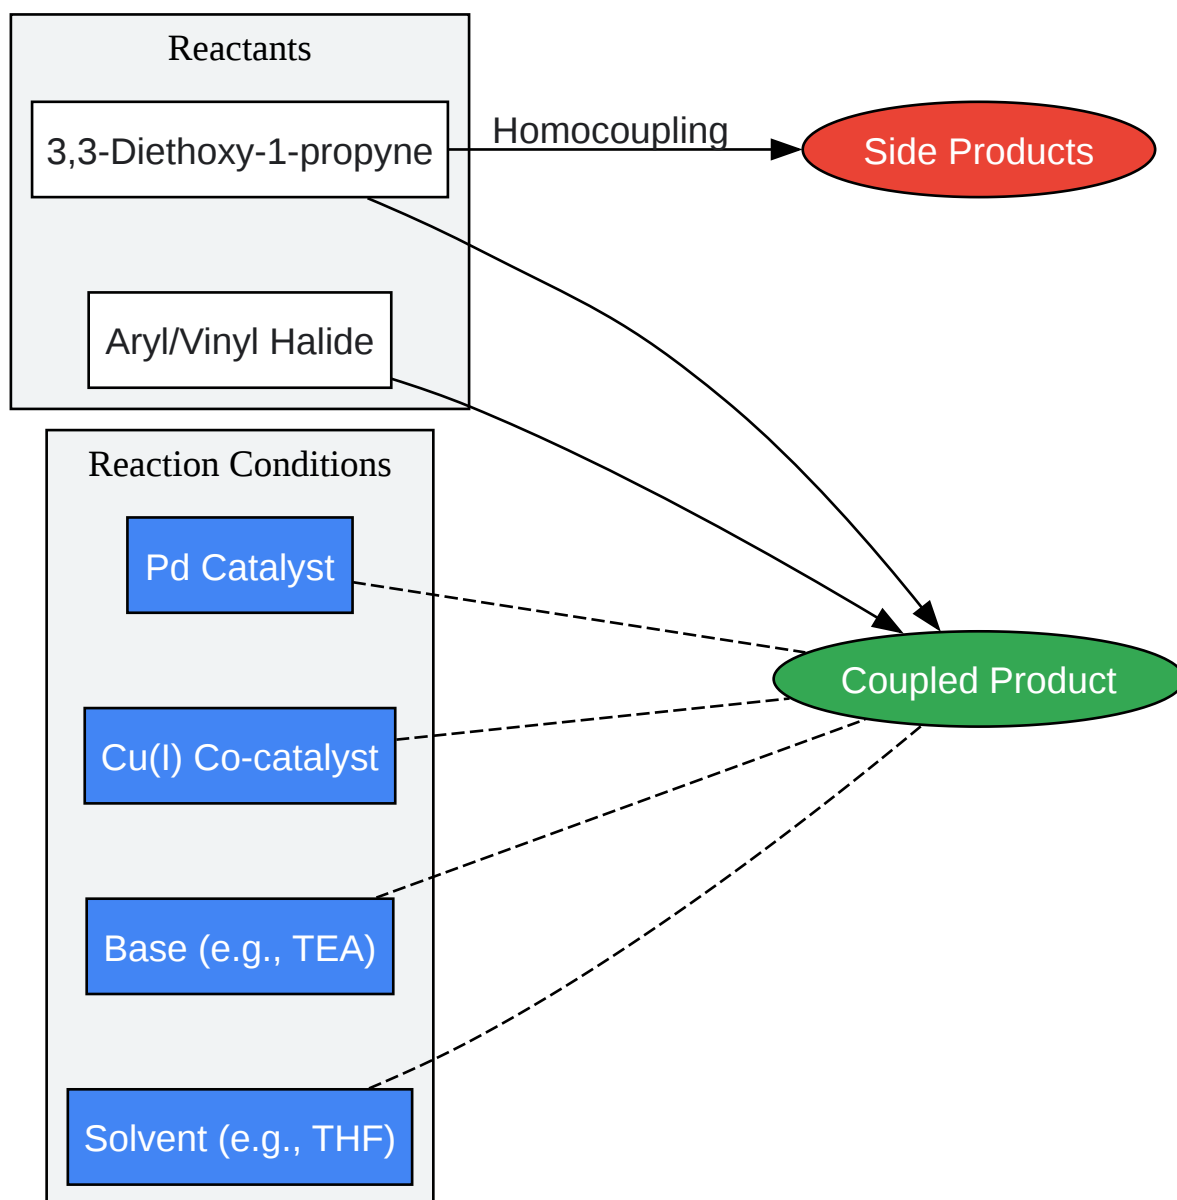 Reactants
3,3-Diethoxy-1-propyne
Homocoupling
Side Products
Aryl/Vinyl Halide
Reaction Conditions
Pd Catalyst
Coupled Product
Cu(I) Co-catalyst
Base (e.g., TEA)
Solvent (e.g., THF)